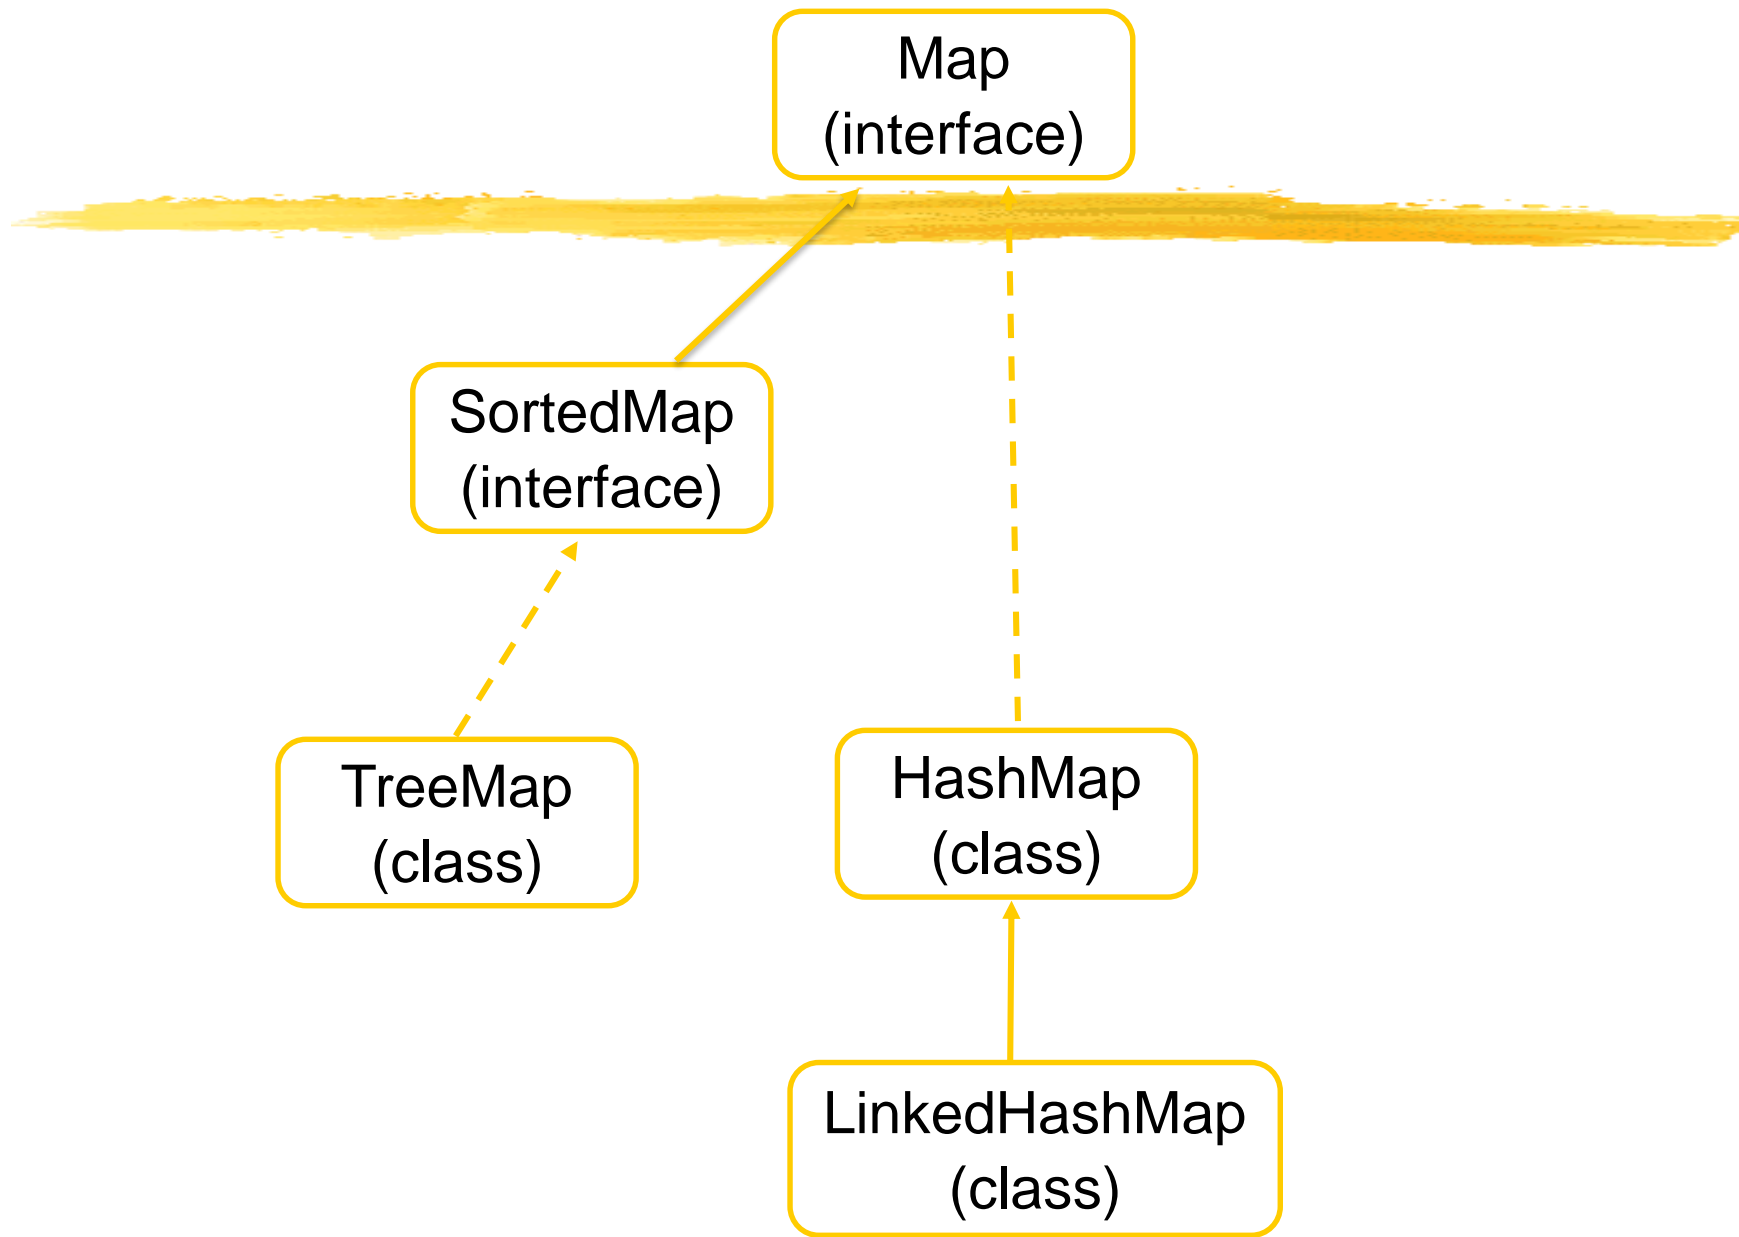 Map
(interface)
SortedMap
(interface)
TreeMap
(class)
HashMap
(class)
LinkedHashMap
(class)